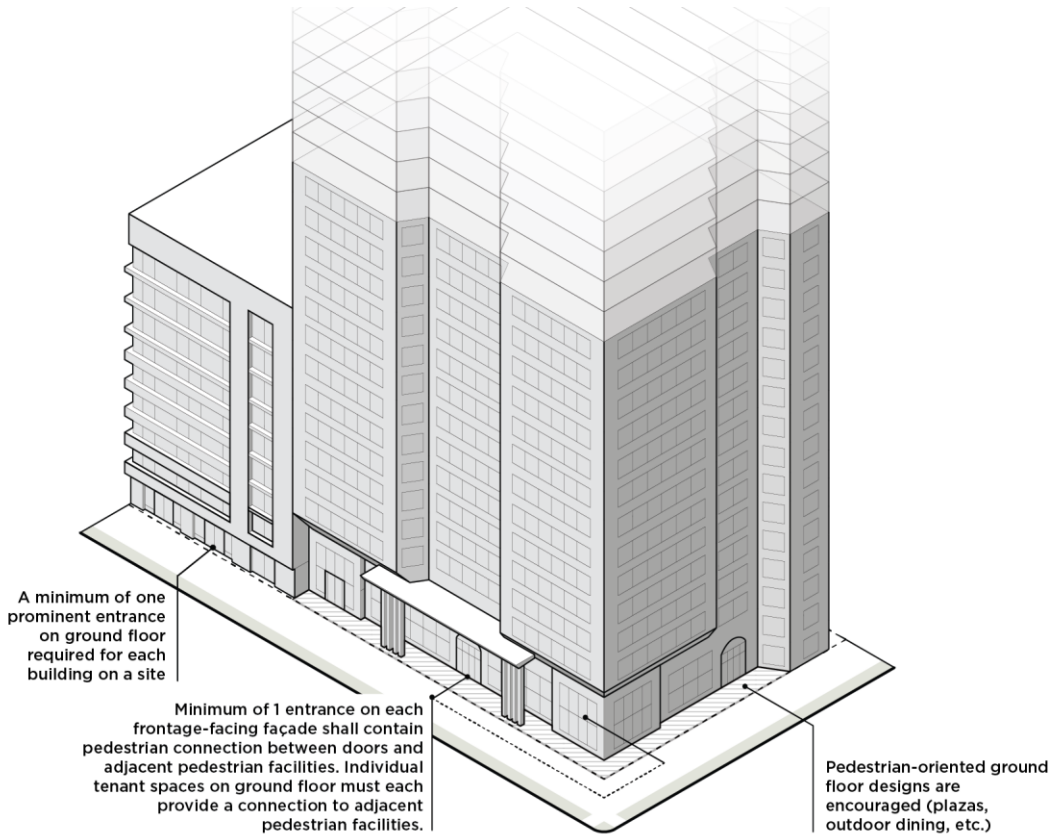 A minimum of one
prominent entrance
on ground floor
required for each
building on a site
Minimum of 1 entrance on each
frontage-facing façade shall contain
pedestrian connection between doors and
adjacent pedestrian facilities. Individual
tenant spaces on ground floor must each
provide a connection to adjacent
pedestrian facilities.
Pedestrian-oriented ground
floor designs are
encouraged (plazas,
outdoor dining, etc.)